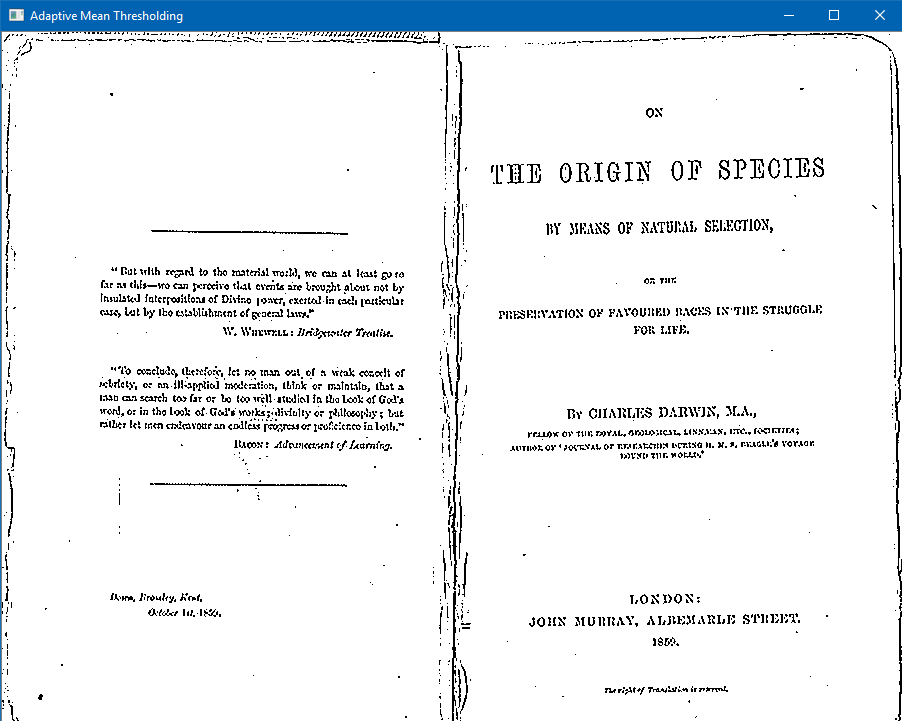 Adaptive Mean Thresholding
"But with regard to the material world, we can at least go so
far as this—we can perceive that events are brought about not by
insulated interpositions of Divine power, exerted in each particular
case, but by the establishment of general laws."
W. WHEWELL: Bridgewater Treatise.
"To conclude, therefore, let no man out of a weak conceit of
sobriety, or an ill-applied moderation, think or maintain, that a
man can search too far or be too well studied in the book of God's
word, or in the book of God's works; divinity or philosophy; but
rather let men endeavour an endless progress or proficience in both."
BACON: Advancement of Learning.
Down, Bromley, Kent,
October 1st, 1859.
ON
THE ORIGIN OF SPECIES
BY MEANS OF NATURAL SELECTION,
OR THE
PRESERVATION OF FAVOURED RACES IN THE STRUGGLE
FOR LIFE.
BY CHARLES DARWIN, M.A.,
FELLOW OF THE ROYAL, GEOLOGICAL, LINNÆAN, ETC., SOCIETIES;
AUTHOR OF 'JOURNAL OF RESEARCHES DURING H. M. S. BEAGLE'S VOYAGE
ROUND THE WORLD.'
LONDON:
JOHN MURRAY, ALBEMARLE STREET.
1859.
The right of Translation is reserved.